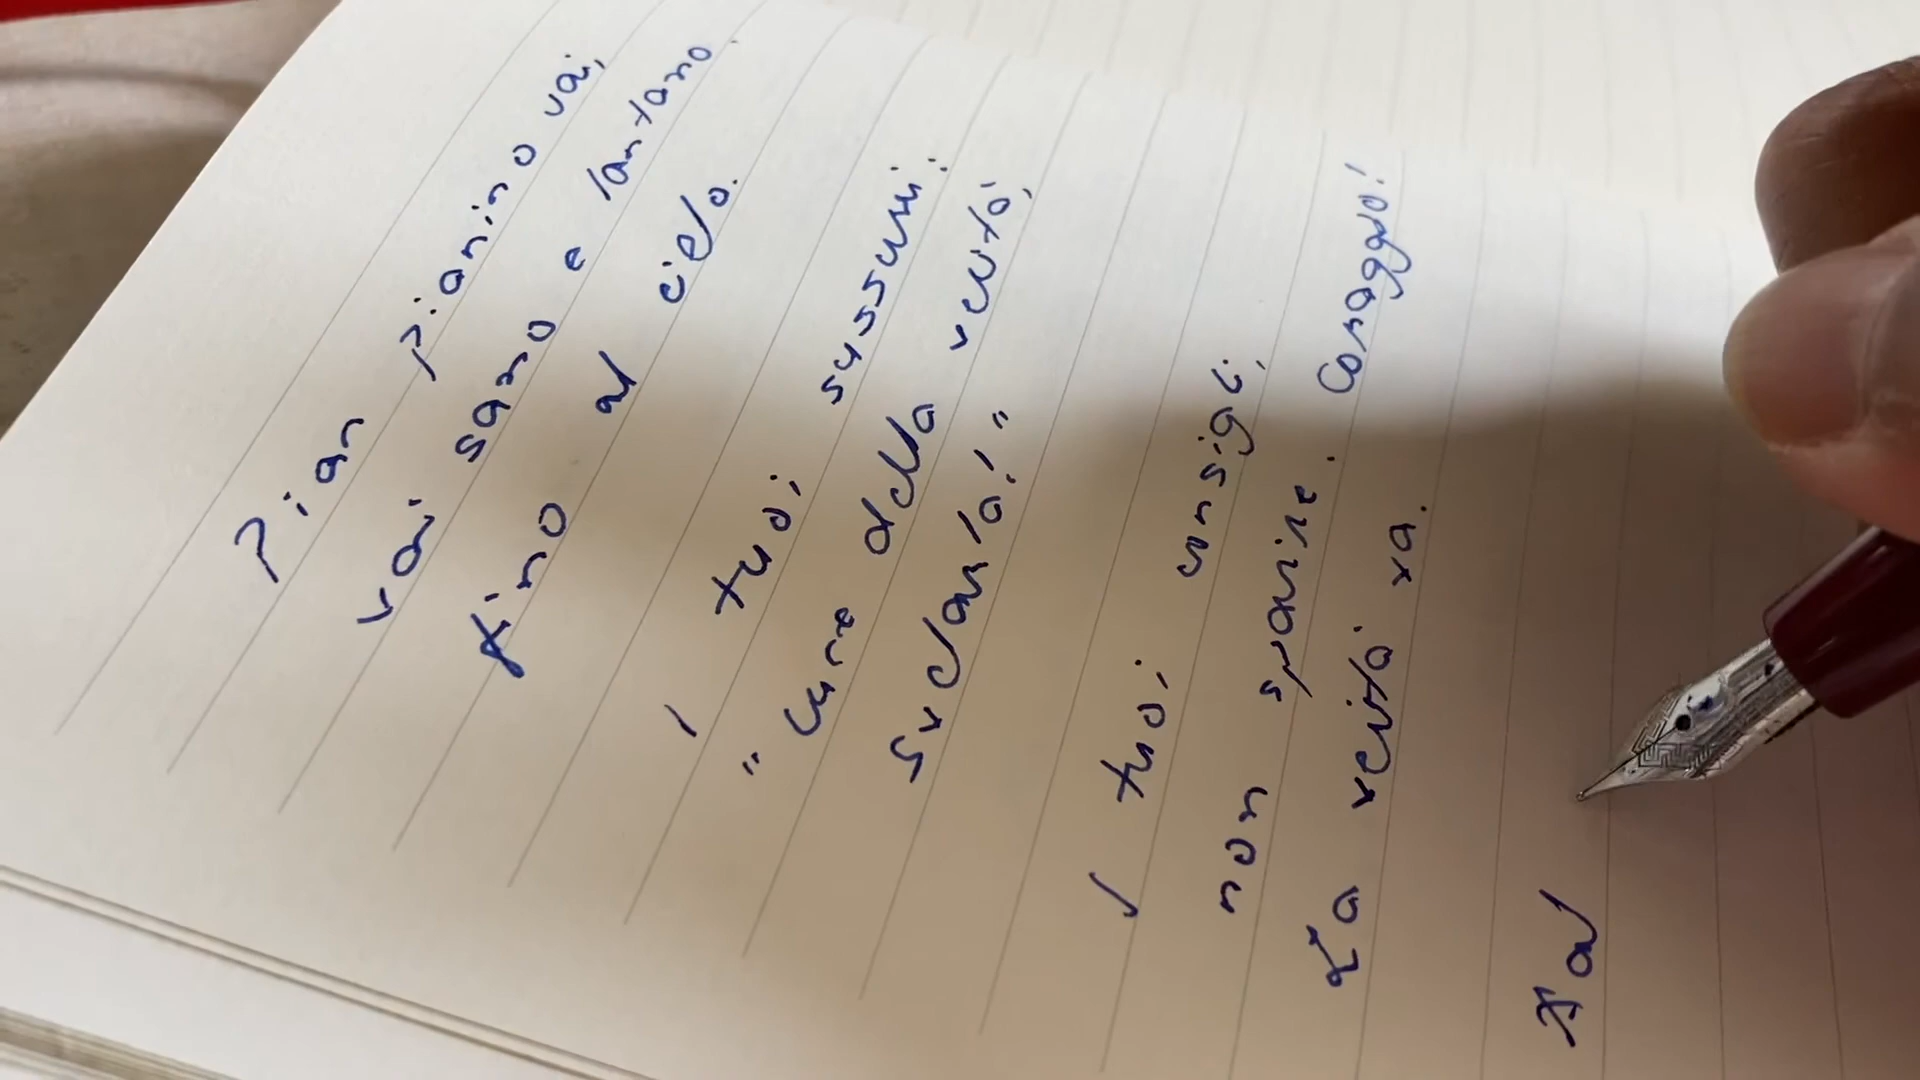 Pian pianino vai,
vai sano e lontano
fino al cielo.
I tuoi sussurri:
"Lume della verità,
svelarla!"
I tuoi consigli,
non sparire. Coraggio!
La verità va.